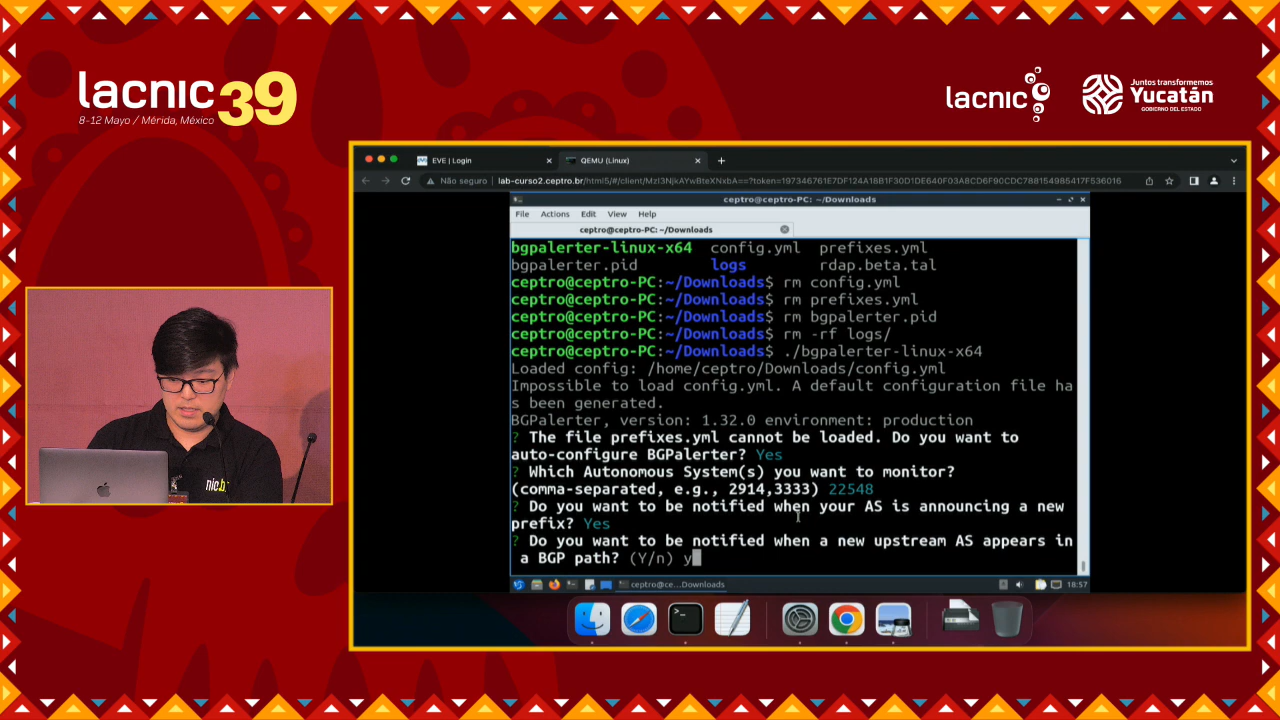 lacnic 39
8-12 Mayo / Mérida, México
lacnic
Juntos transformemos
Yucatán
GOBIERNO DEL ESTADO
EVE | Login
QEMU (Linux)
Não seguro
ceptro@ceptro-PC: ~/Downloads
File Actions Edit View Help
ceptro@ceptro-PC: ~/Downloads
bgpalerter-linux-x64 config.yml prefixes.yml
bgpalerter.pid logs rdap.beta.tal
ceptro@ceptro-PC:~/Downloads$ rm config.yml
ceptro@ceptro-PC:~/Downloads$ rm prefixes.yml
ceptro@ceptro-PC:~/Downloads$ rm bgpalerter.pid
ceptro@ceptro-PC:~/Downloads$ rm -rf logs/
ceptro@ceptro-PC:~/Downloads$ ./bgpalerter-linux-x64
Loaded config: /home/ceptro/Downloads/config.yml
Impossible to load config.yml. A default configuration file ha
s been generated.
BGPalerter, version: 1.32.0 environment: production
? The file prefixes.yml cannot be loaded. Do you want to
auto-configure BGPalerter? Yes
? Which Autonomous System(s) you want to monitor?
(comma-separated, e.g., 2914,3333) 22548
? Do you want to be notified when your AS is announcing a new
prefix? Yes
? Do you want to be notified when a new upstream AS appears in
a BGP path? (Y/n) y
ceptro@ce...Downloads
18:57